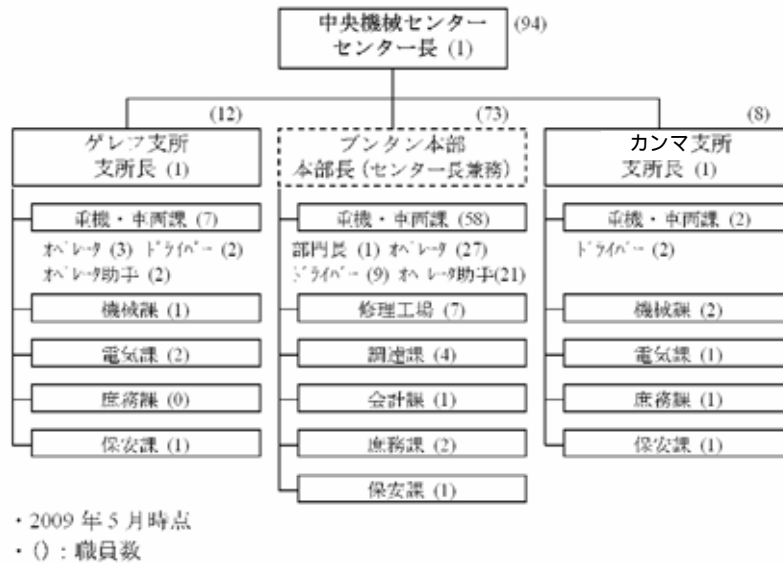 中央機械センター (94)
センター長 (1)
(12)
ゲレフ支所
支所長 (1)
重機・車両課 (7)
オペレータ (3) ドライバー (2)
オペレータ助手 (2)
機械課 (1)
電気課 (2)
庶務課 (0)
保安課 (1)
(73)
ブンタン本部
本部長 (センター長兼務)
重機・車両課 (58)
部門長 (1) オペレータ (27)
ドライバー (9) オペレータ助手(21)
修理工場 (7)
調達課 (4)
会計課 (1)
庶務課 (2)
保安課 (1)
(8)
カンマ支所
支所長 (1)
重機・車両課 (2)
ドライバー (2)
機械課 (2)
電気課 (1)
庶務課 (1)
保安課 (1)
・2009 年 5 月時点
・() : 職員数